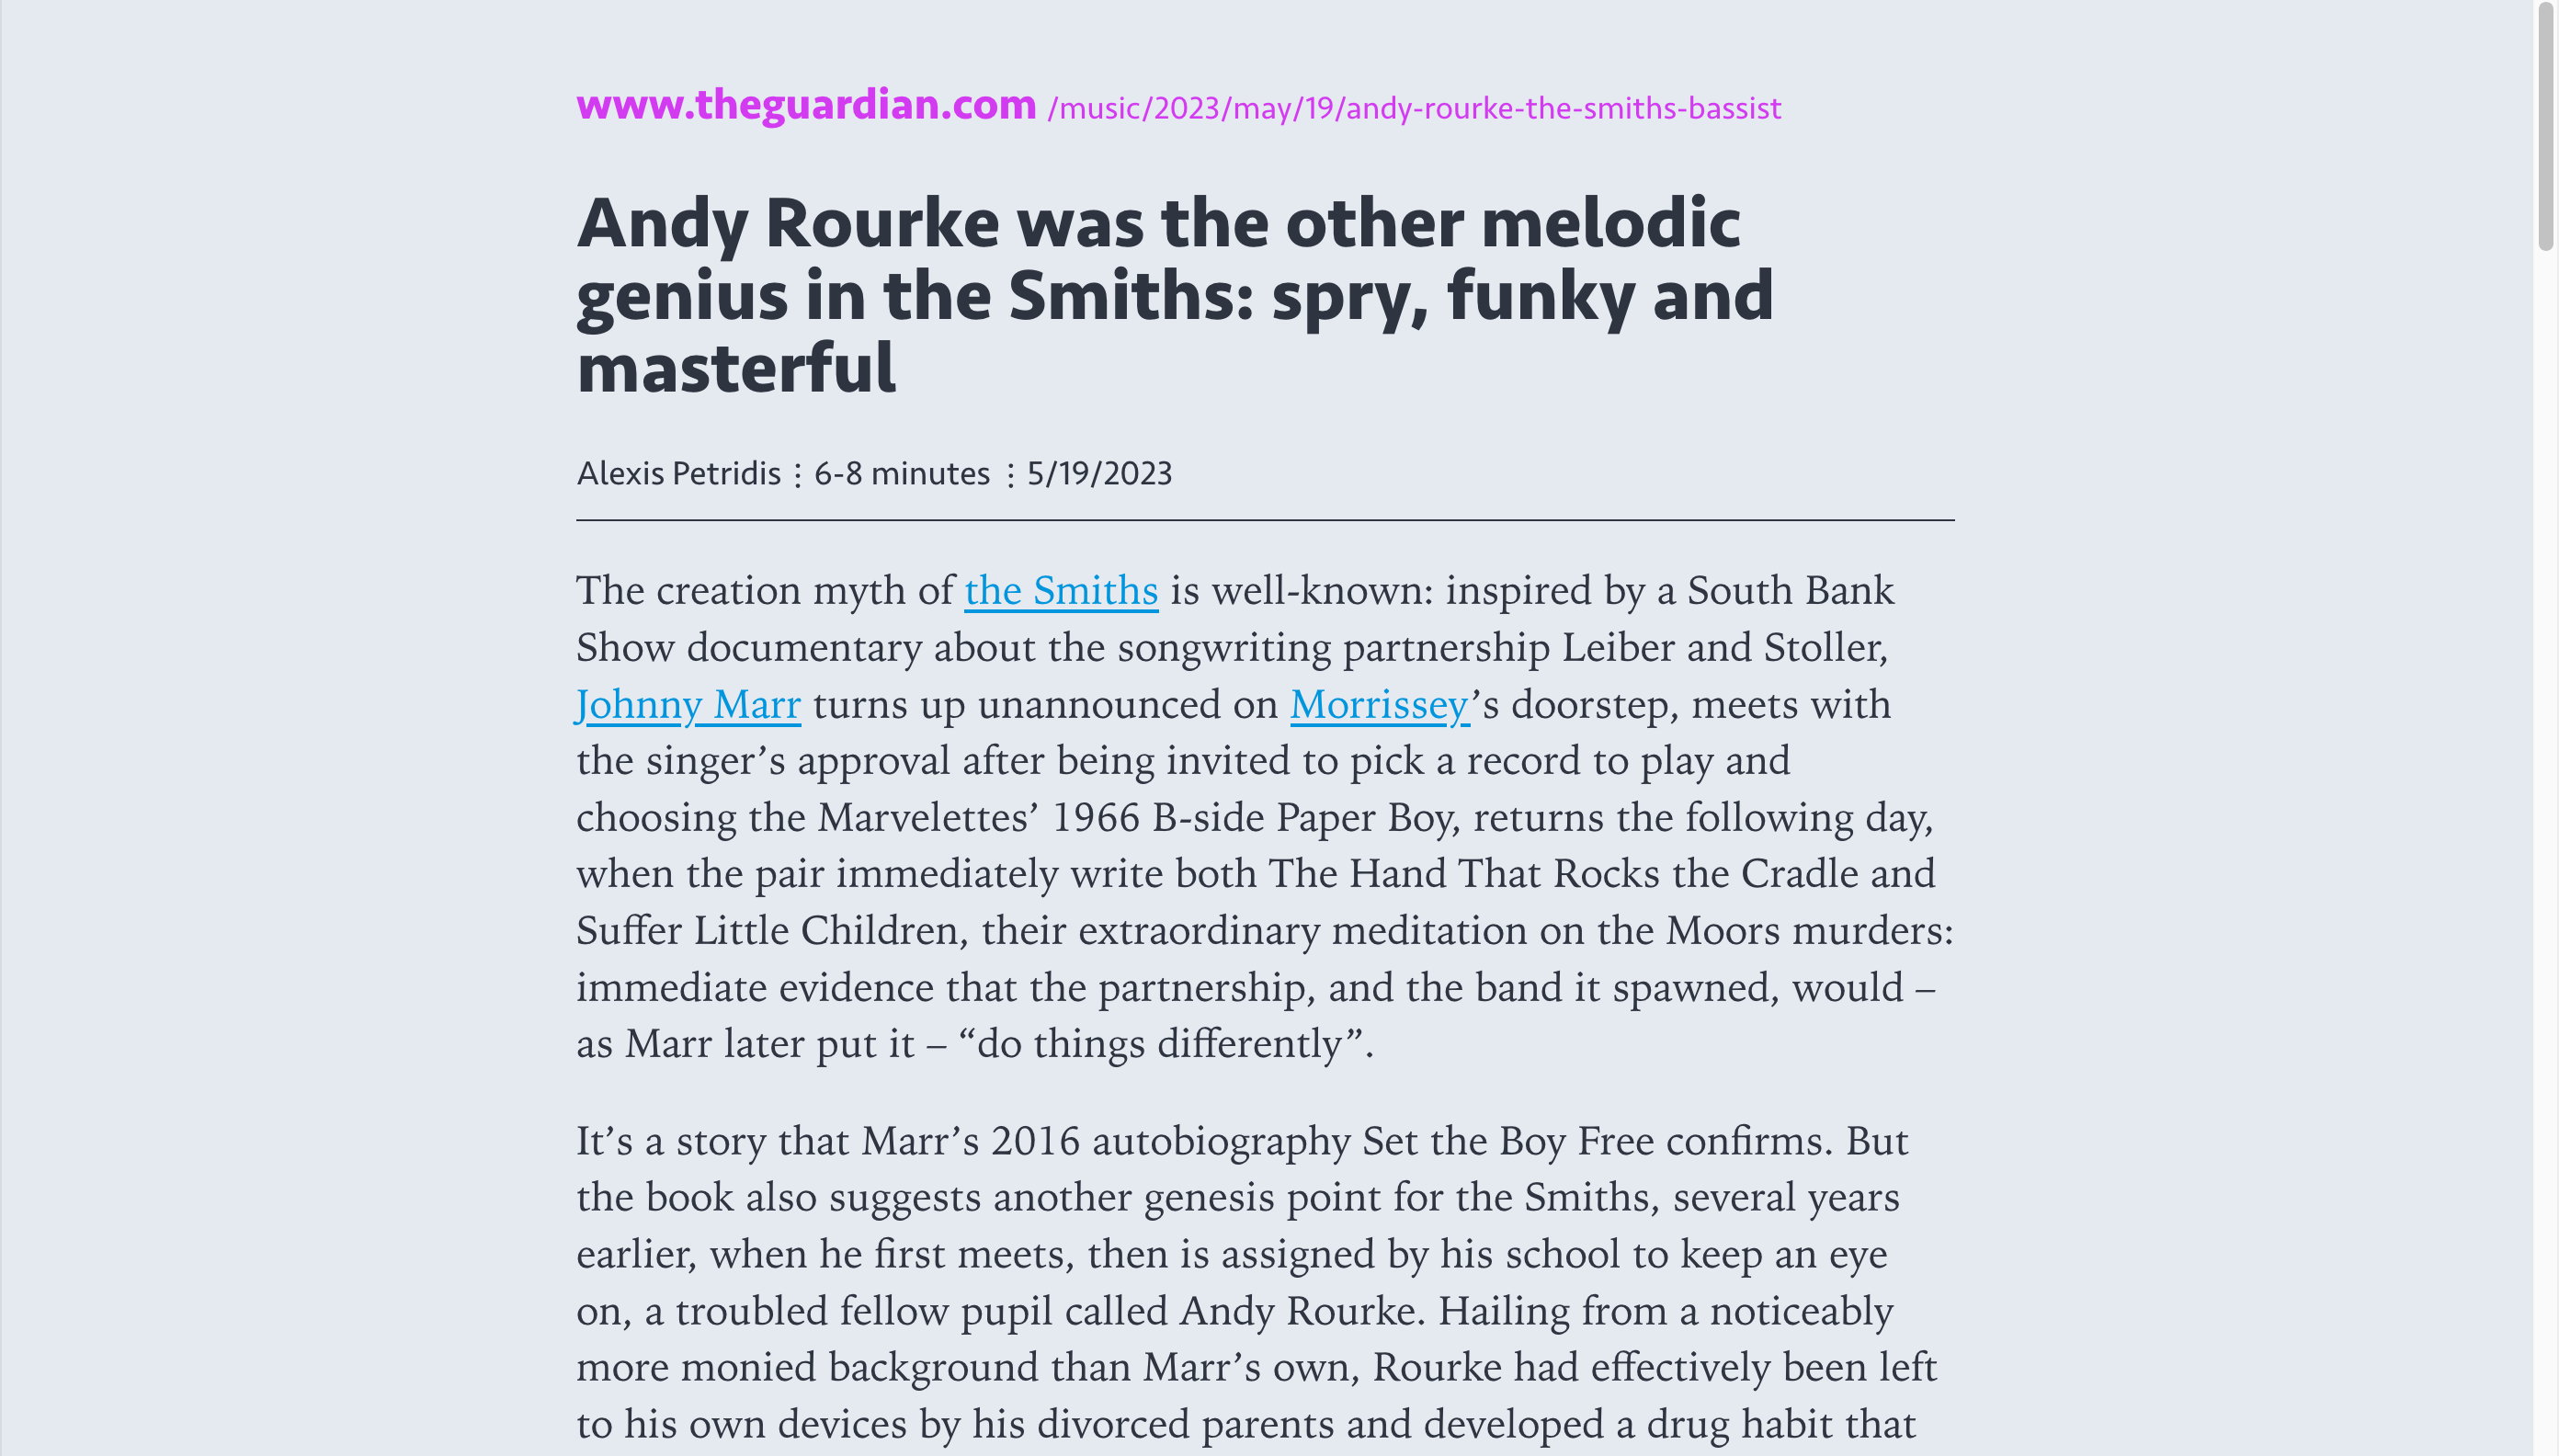 www.theguardian.com /music/2023/may/19/andy-rourke-the-smiths-bassist
Andy Rourke was the other melodic
genius in the Smiths: spry, funky and
masterful
Alexis Petridis ⋮ 6-8 minutes ⋮ 5/19/2023
The creation myth of the Smiths is well-known: inspired by a South Bank
Show documentary about the songwriting partnership Leiber and Stoller,
Johnny Marr turns up unannounced on Morrissey’s doorstep, meets with
the singer’s approval after being invited to pick a record to play and
choosing the Marvelettes’ 1966 B-side Paper Boy, returns the following day,
when the pair immediately write both The Hand That Rocks the Cradle and
Suffer Little Children, their extraordinary meditation on the Moors murders:
immediate evidence that the partnership, and the band it spawned, would –
as Marr later put it – “do things differently”.
It’s a story that Marr’s 2016 autobiography Set the Boy Free confirms. But
the book also suggests another genesis point for the Smiths, several years
earlier, when he first meets, then is assigned by his school to keep an eye
on, a troubled fellow pupil called Andy Rourke. Hailing from a noticeably
more monied background than Marr’s own, Rourke had effectively been left
to his own devices by his divorced parents and developed a drug habit that